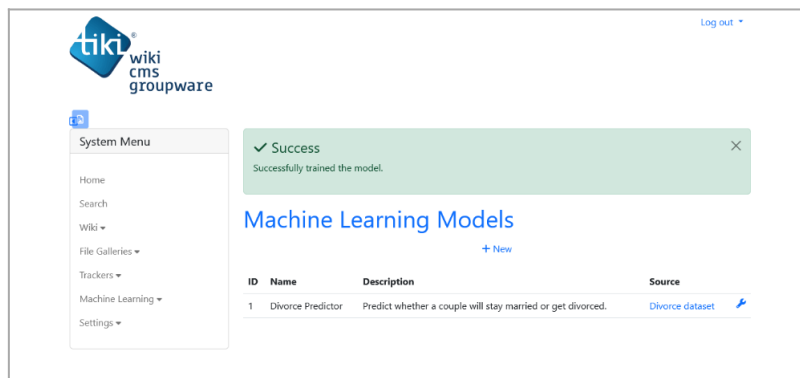 Log out
tiki®
wiki
cms
groupware
System Menu
Home
Search
Wiki
File Galleries
Trackers
Machine Learning
Settings
Success
Successfully trained the model.
Machine Learning Models
+ New
ID Name Description Source
1 Divorce Predictor Predict whether a couple will stay married or get divorced. Divorce dataset